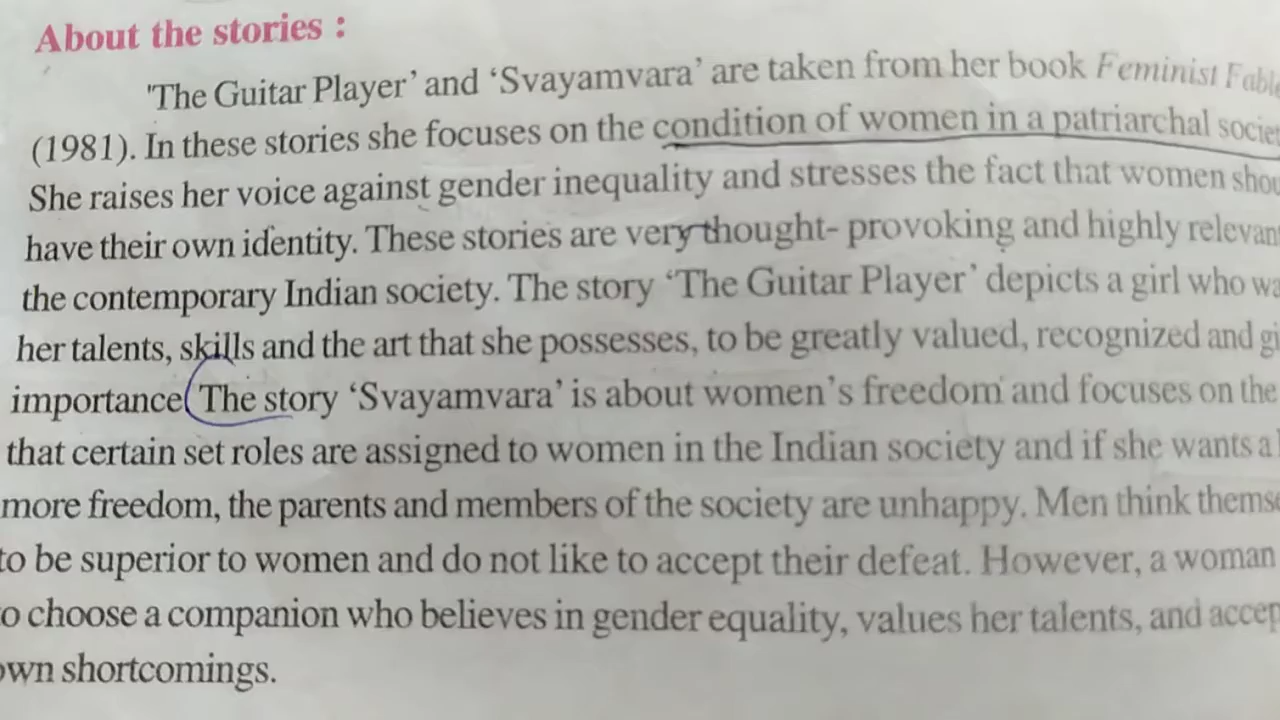 About the stories :
'The Guitar Player' and 'Svayamvara' are taken from her book Feminist
(1981). In these stories she focuses on the condition of women in a patriarchal
She raises her voice against gender inequality and stresses the fact that women
have their own identity. These stories are very thought- provoking and highly
the contemporary Indian society. The story 'The Guitar Player' depicts a girl who
her talents, skills and the art that she possesses, to be greatly valued, recognized and
importance The story 'Svayamvara' is about women's freedom and focuses on the
that certain set roles are assigned to women in the Indian society and if she wants a
more freedom, the parents and members of the society are unhappy. Men think
to be superior to women and do not like to accept their defeat. However, a woman
choose a companion who believes in gender equality, values her talents, and
own shortcomings.